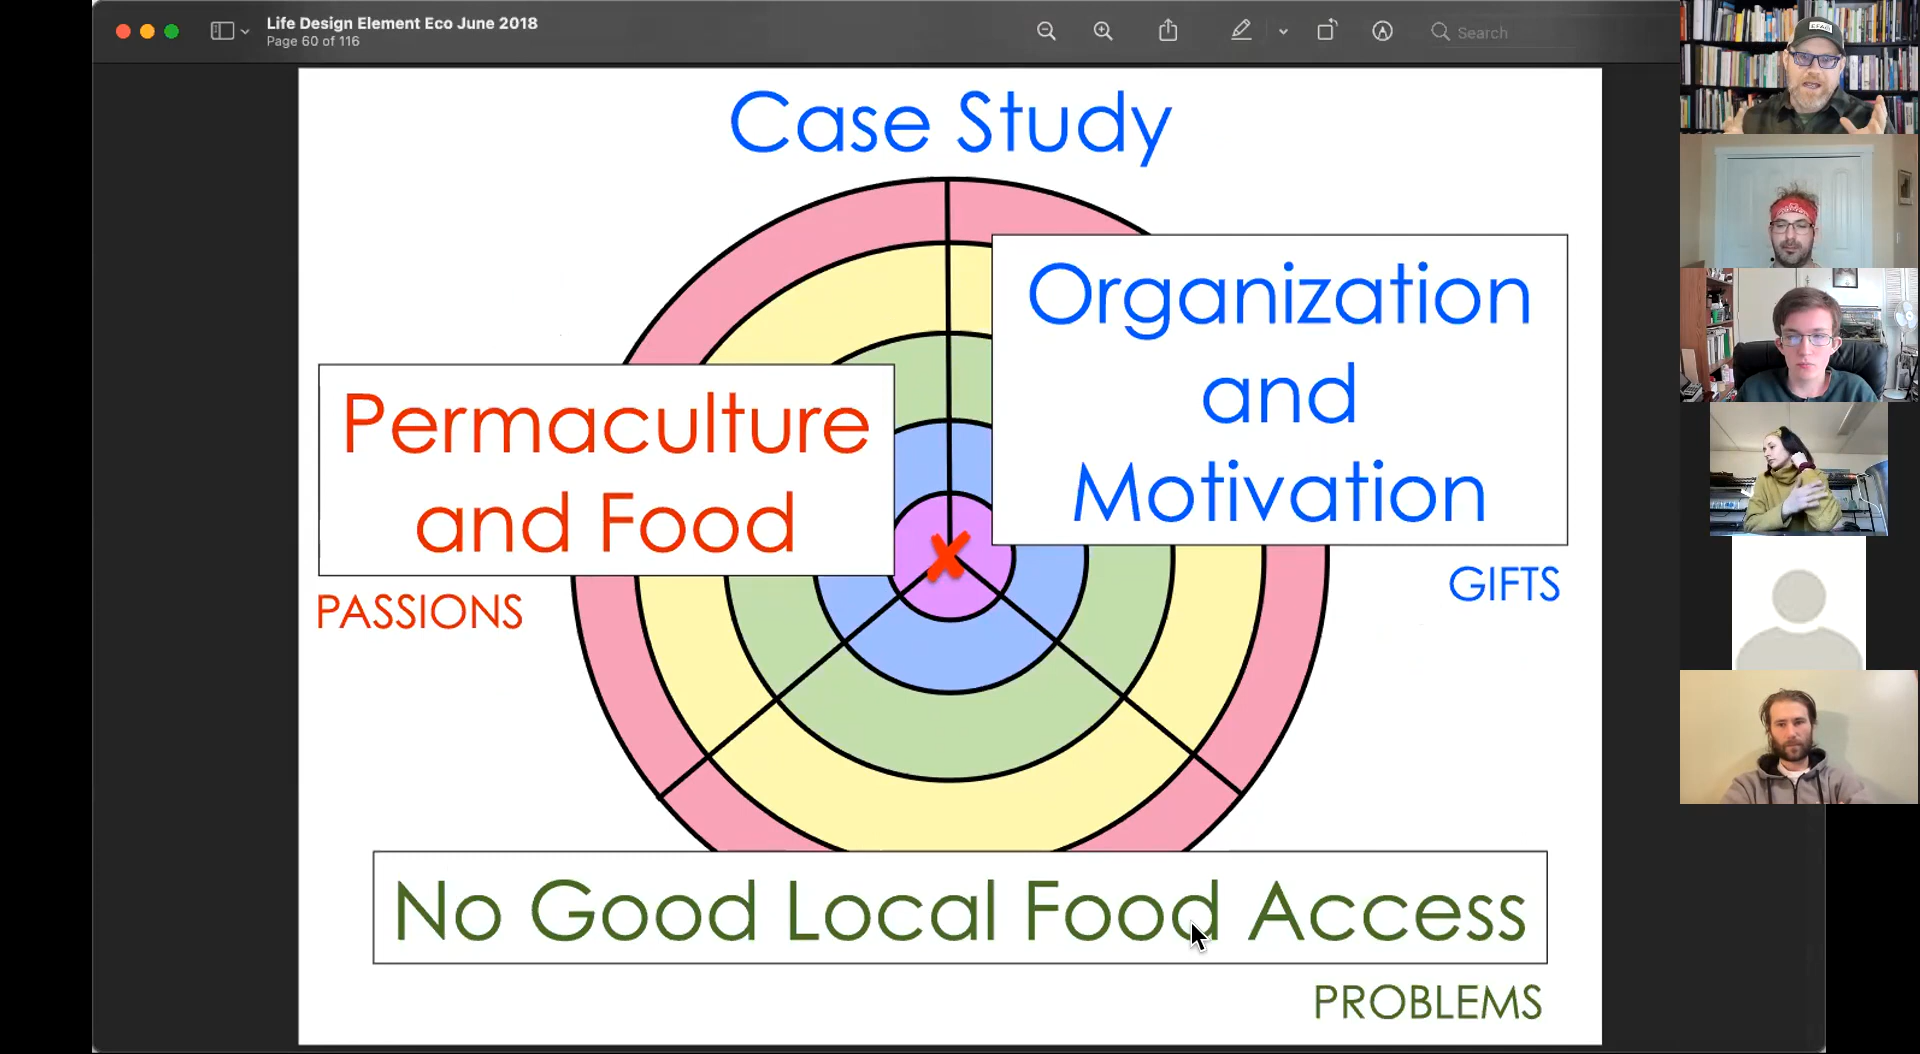 Life Design Element Eco June 2018
Page 60 of 116
Search
Case Study
Organization
and
Motivation
GIFTS
Permaculture
and Food
PASSIONS
No Good Local Food Access
PROBLEMS